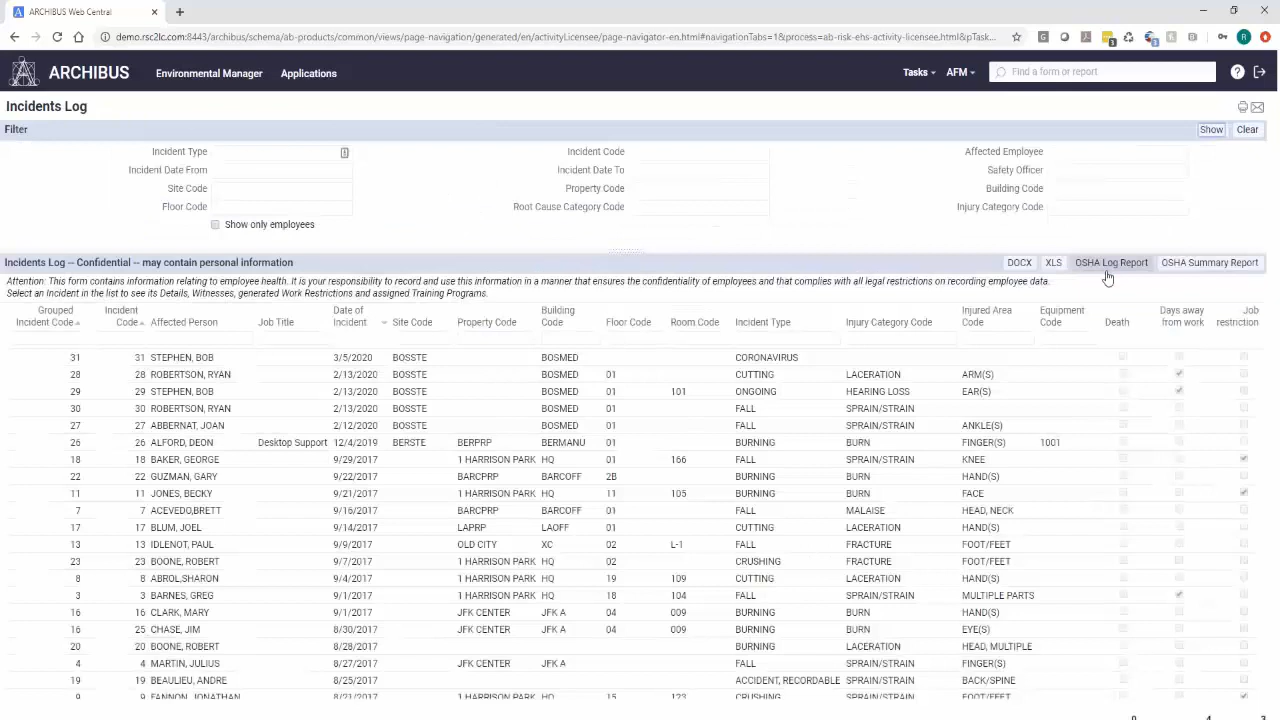 ARCHIBUS Web Central
demo.rsc2lc.com:8443/archibus/schema/ab-products/common/views/page-navigation/generated/en/activityLicensee/page-navigator-en.html#navigationTabs=1&process=ab-risk-ehs-activity-licensee.html&pTask...
R
ARCHIBUS Environmental Manager Applications Tasks AFM Find a form or report
Incidents Log
Filter Show Clear
Incident Type Incident Code Affected Employee
Incident Date From Incident Date To Safety Officer
Site Code Property Code Building Code
Floor Code Root Cause Category Code Injury Category Code
Show only employees
Incidents Log -- Confidential -- may contain personal information DOCX XLS OSHA Log Report OSHA Summary Report
Attention: This form contains information relating to employee health. It is your responsibility to record and use this information in a manner that ensures the confidentiality of employees and that complies with all legal restrictions on recording employee data.
Select an Incident in the list to see its Details, Witnesses, generated Work Restrictions and assigned Training Programs.
Grouped Incident Date of Building Injured Area Equipment Days away Job
Incident Code Code Affected Person Job Title Incident Site Code Property Code Code Floor Code Room Code Incident Type Injury Category Code Code Code Death from work restriction
31 31 STEPHEN, BOB 3/5/2020 BOSSTE BOSMED CORONAVIRUS
28 28 ROBERTSON, RYAN 2/13/2020 BOSSTE BOSMED 01 CUTTING LACERATION ARM(S)
29 29 STEPHEN, BOB 2/13/2020 BOSSTE BOSMED 01 101 ONGOING HEARING LOSS EAR(S)
30 30 ROBERTSON, RYAN 2/13/2020 BOSSTE BOSMED 01 FALL SPRAIN/STRAIN
27 27 ABBERNAT, JOAN 2/12/2020 BOSSTE BOSMED 01 FALL SPRAIN/STRAIN ANKLE(S)
26 26 ALFORD, DEON Desktop Support 12/4/2019 BERSTE BERPRP BERMANU 01 BURNING BURN FINGER(S) 1001
18 18 BAKER, GEORGE 9/29/2017 1 HARRISON PARK HQ 01 166 FALL SPRAIN/STRAIN KNEE
22 22 GUZMAN, GARY 9/22/2017 BARCPRP BARCOFF 2B BURNING BURN HAND(S)
11 11 JONES, BECKY 9/21/2017 1 HARRISON PARK HQ 11 105 BURNING BURN FACE
7 7 ACEVEDO,BRETT 9/16/2017 BARCPRP BARCOFF 01 FALL MALAISE HEAD, NECK
17 17 BLUM, JOEL 9/14/2017 LAPRP LAOFF 01 CUTTING LACERATION HAND(S)
13 13 IDLENOT, PAUL 9/9/2017 OLD CITY XC 02 L-1 FALL FRACTURE FOOT/FEET
23 23 BOONE, ROBERT 9/7/2017 1 HARRISON PARK HQ 02 CRUSHING FRACTURE FOOT/FEET
8 8 ABROL,SHARON 9/4/2017 1 HARRISON PARK HQ 19 109 CUTTING LACERATION HAND(S)
3 3 BARNES, GREG 9/1/2017 1 HARRISON PARK HQ 18 104 FALL SPRAIN/STRAIN MULTIPLE PARTS
16 16 CLARK, MARY 9/1/2017 JFK CENTER JFK A 04 009 BURNING BURN HAND(S)
16 25 CHASE, JIM 8/30/2017 JFK CENTER JFK A 04 009 BURNING BURN EYE(S)
20 20 BOONE, ROBERT 8/28/2017 BURNING LACERATION HEAD, MULTIPLE
4 4 MARTIN, JULIUS 8/27/2017 JFK CENTER JFK A FALL SPRAIN/STRAIN FINGER(S)
19 19 BEAULIEU, ANDRE 8/25/2017 ACCIDENT, RECORDABLE SPRAIN/STRAIN BACK/SPINE
9 9 FANNON, JONATHAN 8/21/2017 1 HARRISON PARK HQ 15 123 CRUSHING SPRAIN/STRAIN FOOT/FEET